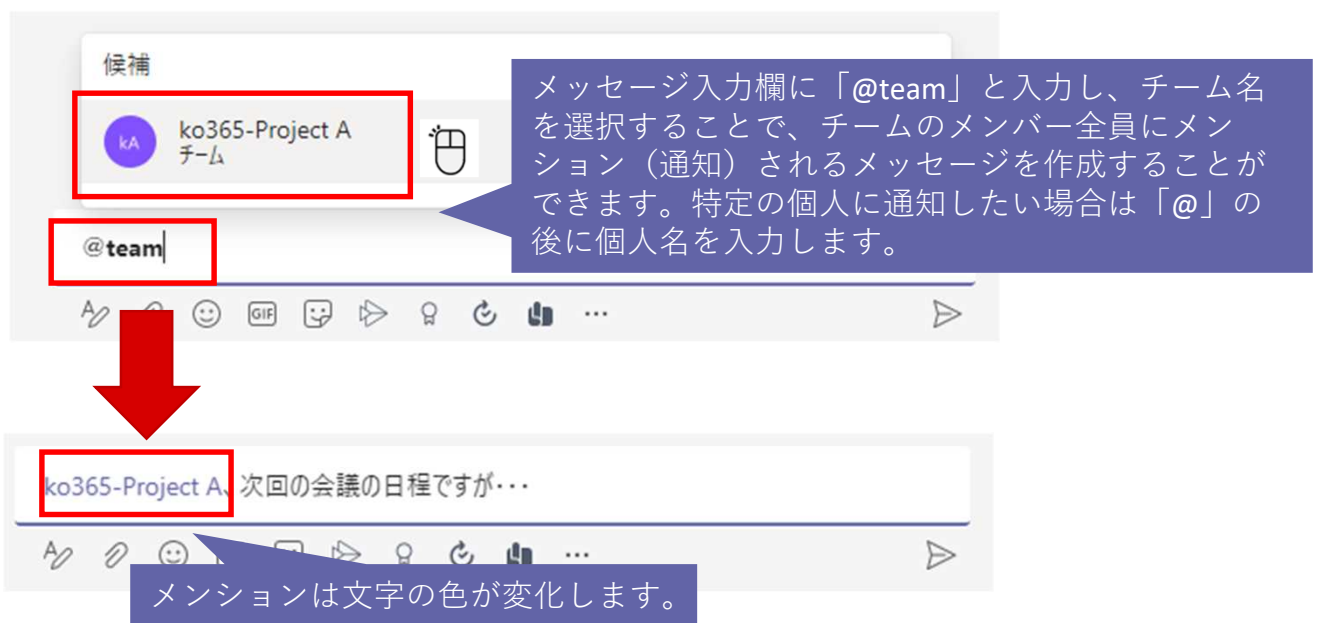 候補
kA
ko365-Project A
チーム
メッセージ入力欄に「@team」と入力し、チーム名
を選択することで、チームのメンバー全員にメン
ション（通知）されるメッセージを作成することが
できます。特定の個人に通知したい場合は「@」の
後に個人名を入力します。
@team
GIF
ko365-Project A、次回の会議の日程ですが・・・
メンションは文字の色が変化します。